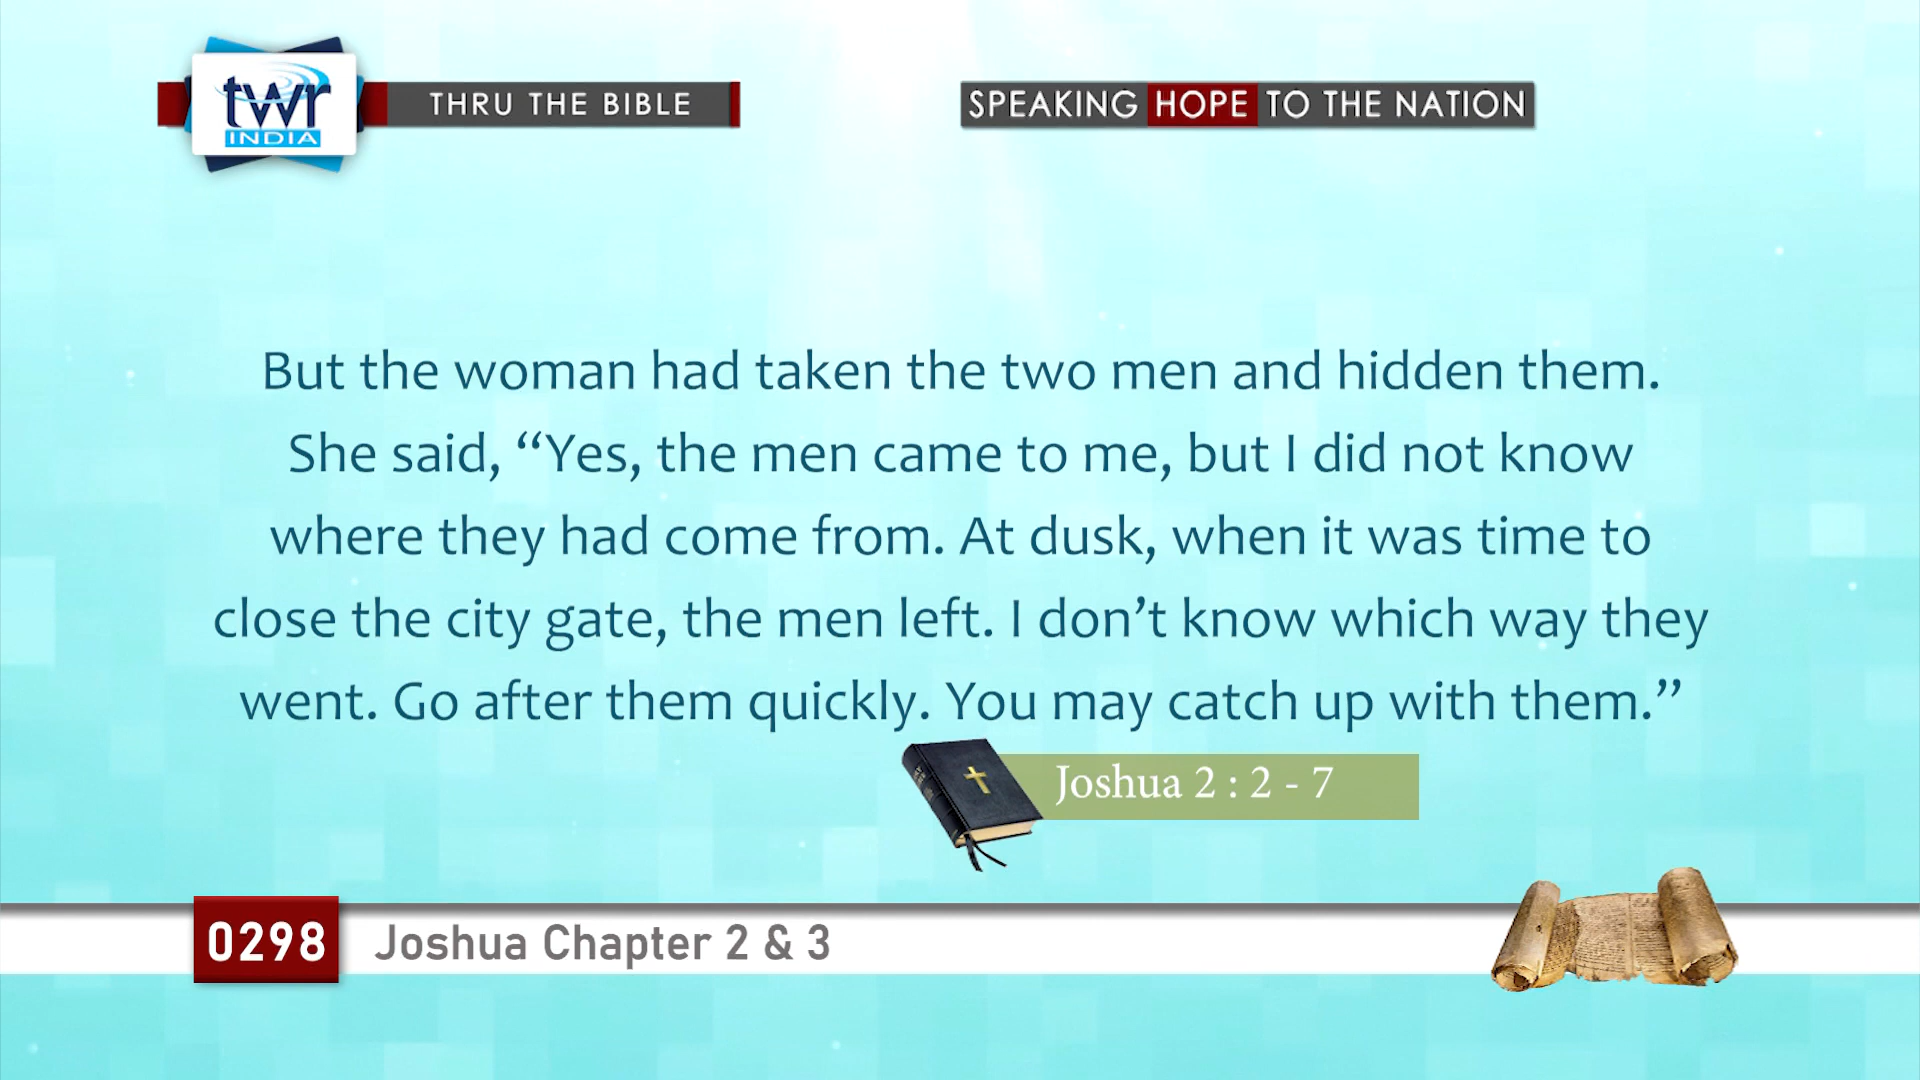 twr
INDIA
THRU THE BIBLE
SPEAKING HOPE TO THE NATION
But the woman had taken the two men and hidden them.
She said, “Yes, the men came to me, but I did not know
where they had come from. At dusk, when it was time to
close the city gate, the men left. I don’t know which way they
went. Go after them quickly. You may catch up with them.”
Joshua 2 : 2 - 7
0298 Joshua Chapter 2 & 3